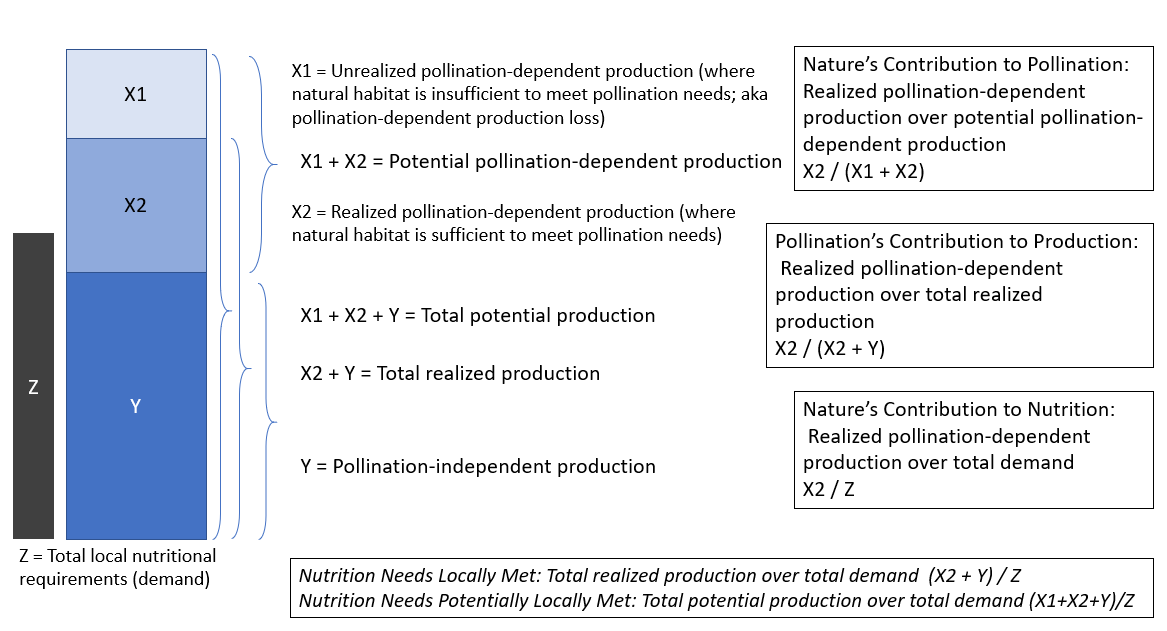 X1
X2
Z
Y
Z = Total local nutritional
requirements (demand)
X1 = Unrealized pollination-dependent production (where
natural habitat is insufficient to meet pollination needs; aka
pollination-dependent production loss)
X1 + X2 = Potential pollination-dependent production
X2 = Realized pollination-dependent production (where
natural habitat is sufficient to meet pollination needs)
X1 + X2 + Y = Total potential production
X2 + Y = Total realized production
Y = Pollination-independent production
Nature’s Contribution to Pollination:
Realized pollination-dependent
production over potential pollination-
dependent production
X2 / (X1 + X2)
Pollination’s Contribution to Production:
Realized pollination-dependent
production over total realized
production
X2 / (X2 + Y)
Nature’s Contribution to Nutrition:
Realized pollination-dependent
production over total demand
X2 / Z
Nutrition Needs Locally Met: Total realized production over total demand (X2 + Y) / Z
Nutrition Needs Potentially Locally Met: Total potential production over total demand (X1+X2+Y)/Z